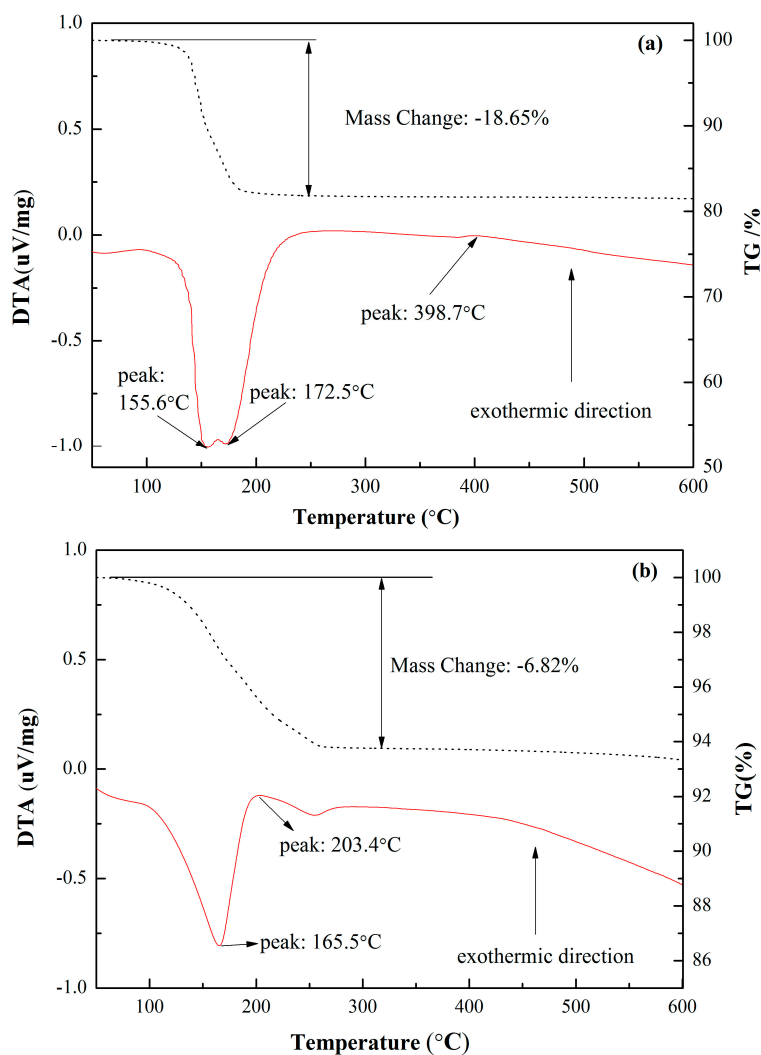 1.0
(a)
100
Mass Change: -18.65%
90
0.5
80
0.0
DTA(uV/mg)
TG /%
70
peak: 398.7°C
-0.5
60
peak:
155.6°C
peak: 172.5°C
exothermic direction
-1.0
50
100
200
300
400
500
600
Temperature (°C)
1.0
(b)
100
98
0.5
Mass Change: -6.82%
96
94
0.0
DTA (uV/mg)
TG(%)
92
peak: 203.4°C
90
-0.5
88
peak: 165.5°C
exothermic direction
86
-1.0
100
200
300
400
500
600
Temperature (°C)